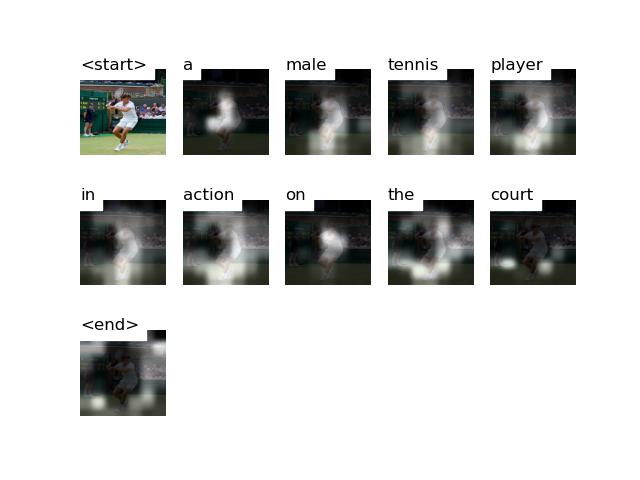 <start> a male tennis player
in action on the court
<end>